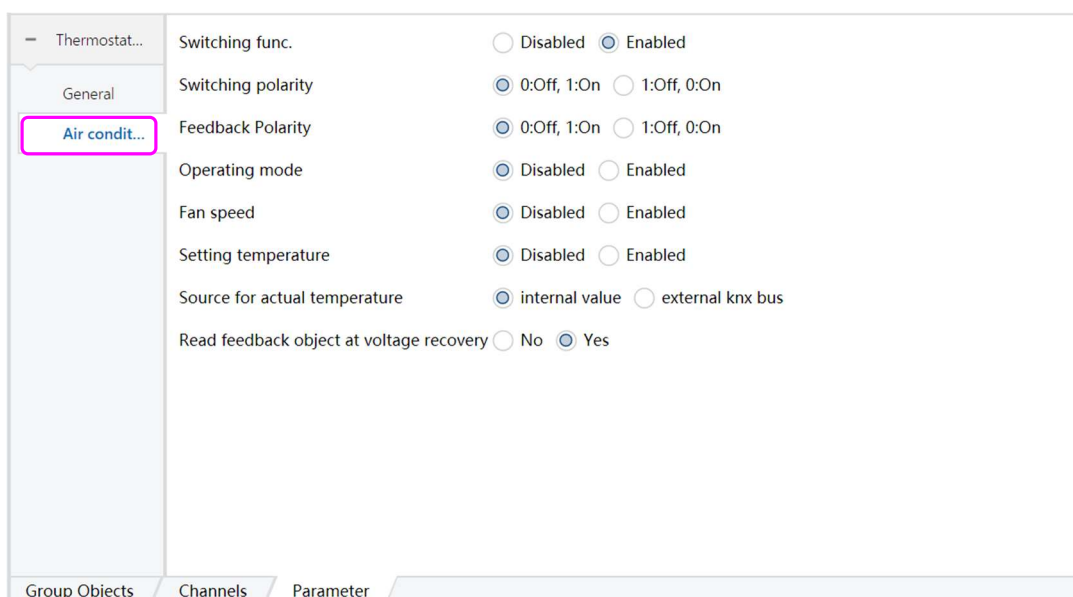 Thermostat...
General
Air condit...
Switching func. Disabled Enabled
Switching polarity 0:Off, 1:On 1:Off, 0:On
Feedback Polarity 0:Off, 1:On 1:Off, 0:On
Operating mode Disabled Enabled
Fan speed Disabled Enabled
Setting temperature Disabled Enabled
Source for actual temperature internal value external knx bus
Read feedback object at voltage recovery No Yes
Group Objects Channels Parameter